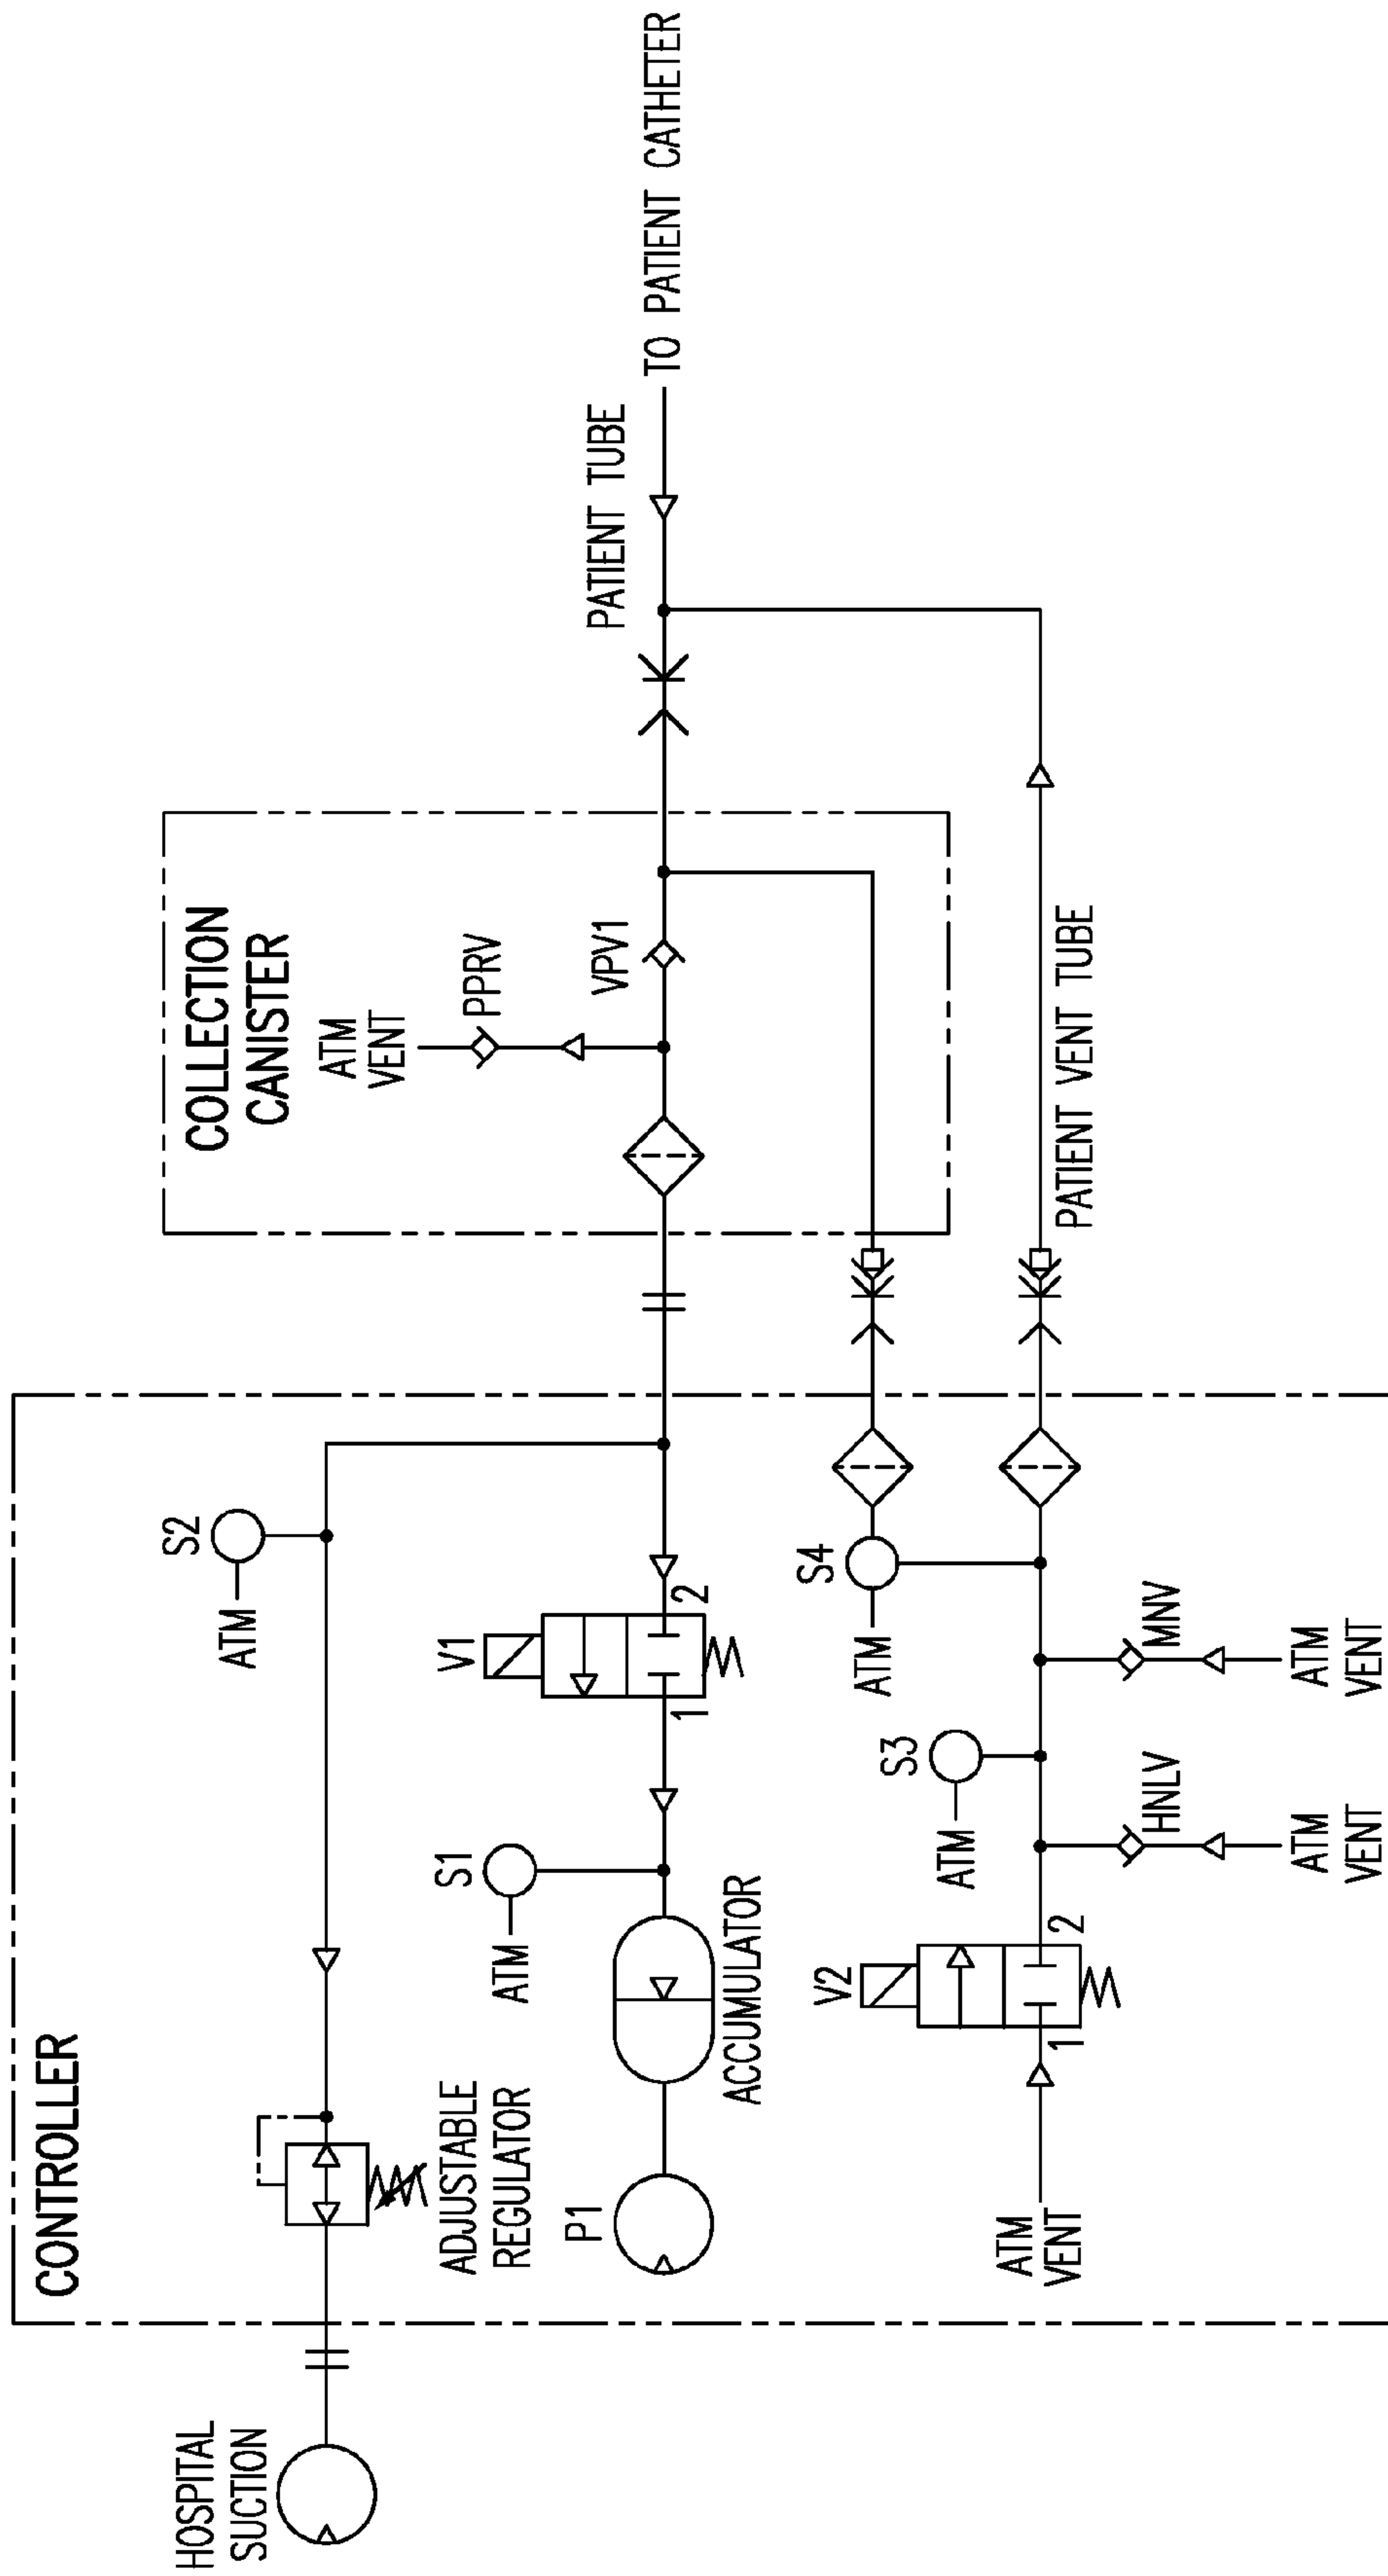 CONTROLLER
HOSPITAL
SUCTION
ADJUSTABLE
REGULATOR
ATM
S2
P1
ACCUMULATOR
ATM
S1
V1
1
2
ATM
VENT
V2
1
2
ATM
S3
HNLV
ATM
VENT
ATM
S4
MNV
ATM
VENT
COLLECTION
CANISTER
ATM
VENT
PPRV
VPV1
PATIENT VENT TUBE
PATIENT TUBE
TO PATIENT CATHETER